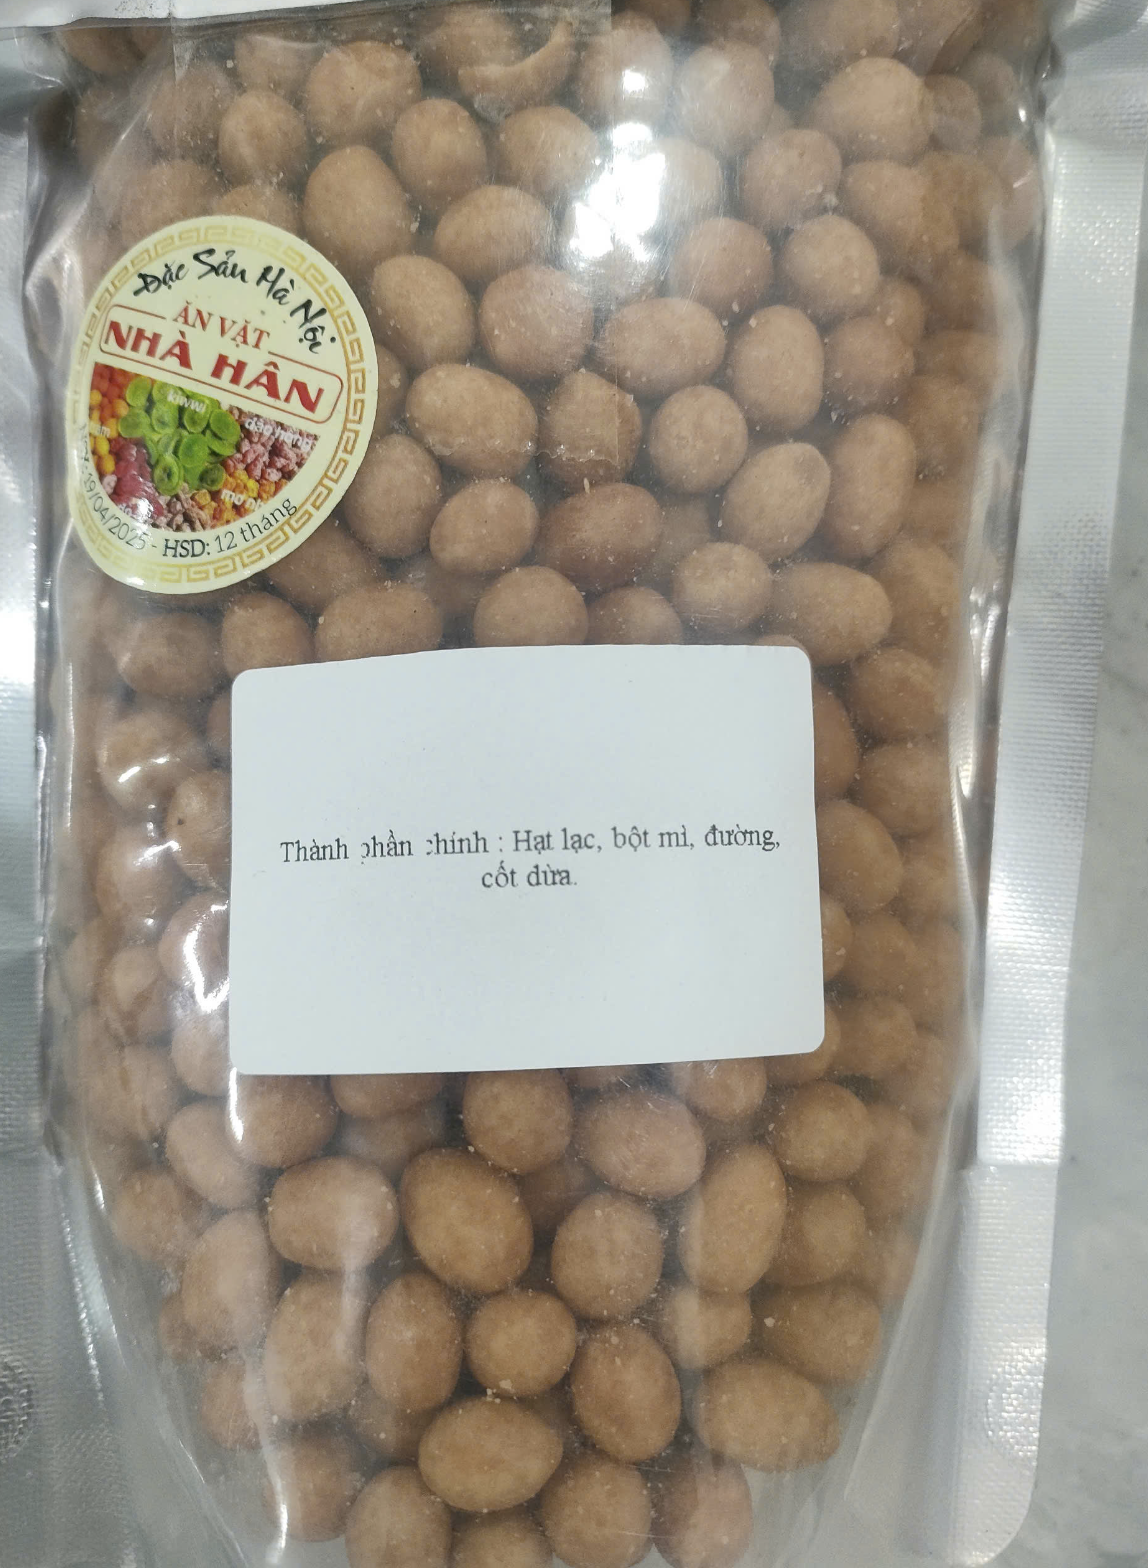 Đặc Sản Hà Nội
ĂN VẶT
NHÀ HÂN
19/04/2025 - HSD: 12 tháng
Thành phần chính : Hạt lạc, bột mì, đường,
cốt dừa.